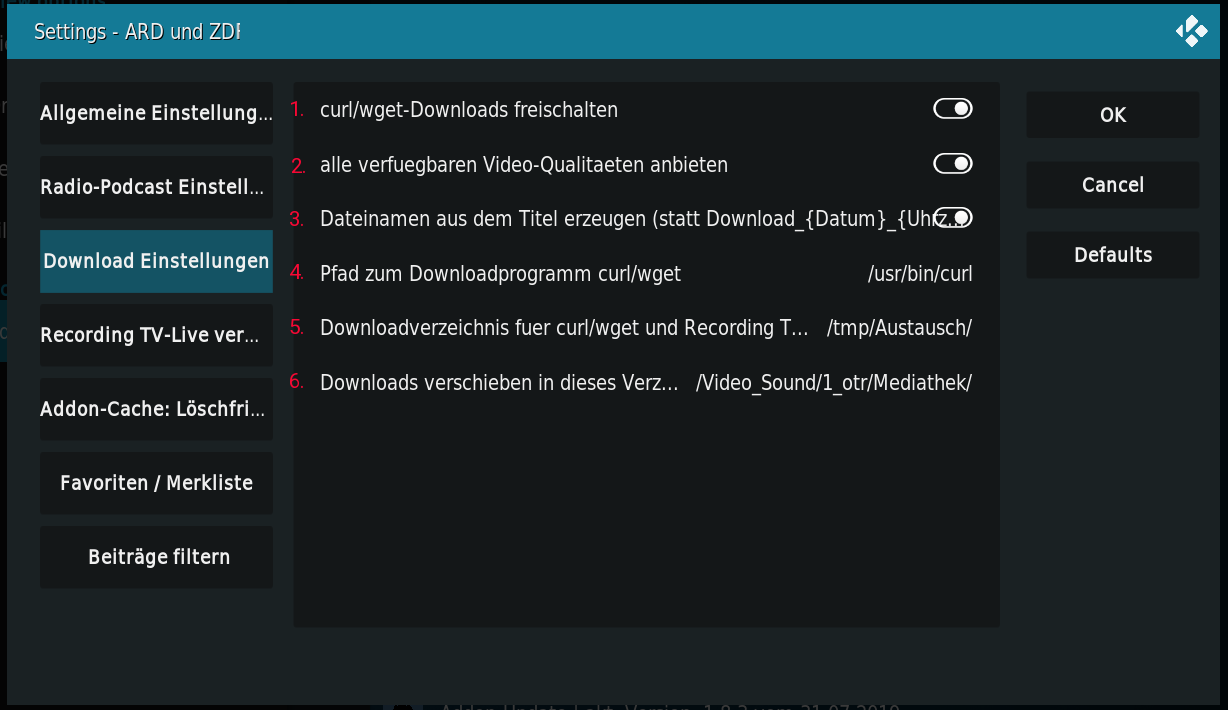 Settings - ARD und ZDF
Allgemeine Einstellung...
Radio-Podcast Einstell...
Download Einstellungen
Recording TV-Live ver...
Addon-Cache: Löschfri...
Favoriten / Merkliste
Beiträge filtern
1. curl/wget-Downloads freischalten
2. alle verfuegbaren Video-Qualitaeten anbieten
3. Dateinamen aus dem Titel erzeugen (statt Download_{Datum}_{Uhrz...
4. Pfad zum Downloadprogramm curl/wget /usr/bin/curl
5. Downloadverzeichnis fuer curl/wget und Recording T... /tmp/Austausch/
6. Downloads verschieben in dieses Verz... /Video_Sound/1_otr/Mediathek/
OK
Cancel
Defaults